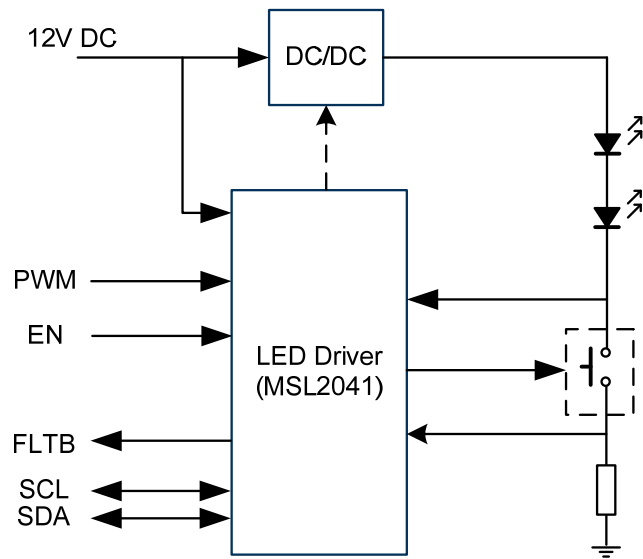 12V DC
DC/DC
PWM
EN
LED Driver
(MSL2041)
FLTB
SCL
SDA